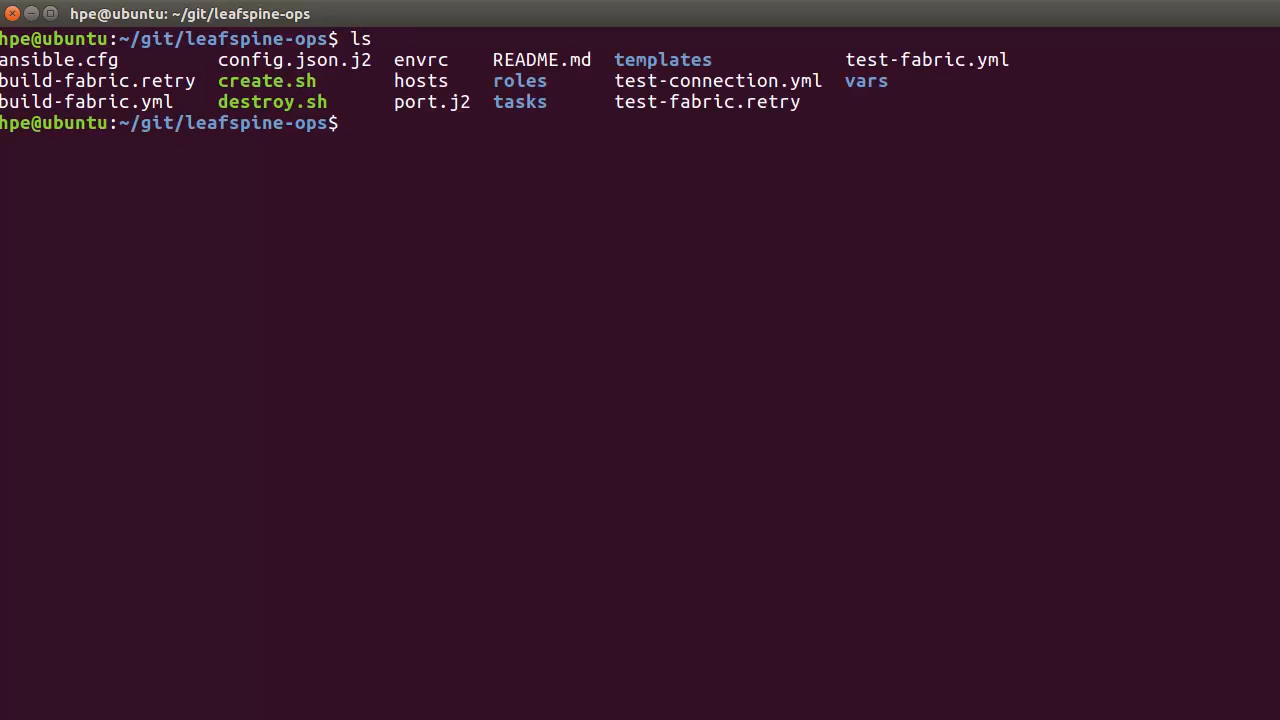 hpe@ubuntu: ~/git/leafspine-ops
hpe@ubuntu:~/git/leafspine-ops$ ls
ansible.cfg config.json.j2 envrc README.md templates test-fabric.yml
build-fabric.retry create.sh hosts roles test-connection.yml vars
build-fabric.yml destroy.sh port.j2 tasks test-fabric.retry
hpe@ubuntu:~/git/leafspine-ops$